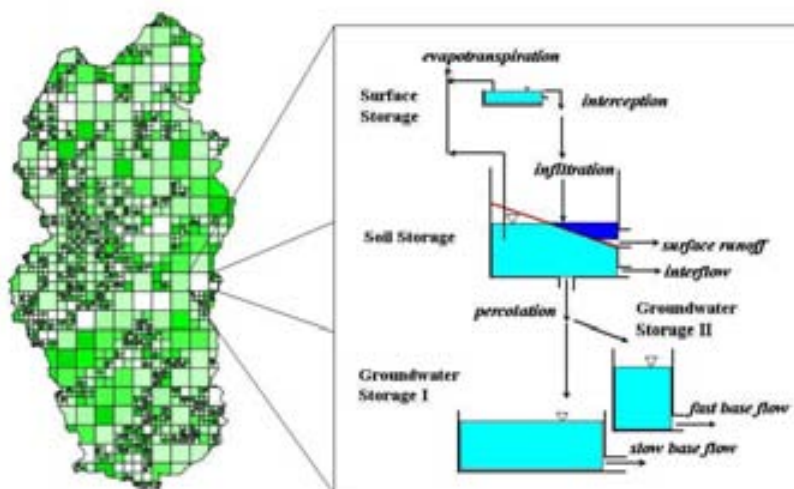 evapotranspiration
Surface
Storage
interception
infiltration
Soil Storage
surface runoff
interflow
percolation
Groundwater
Storage II
Groundwater
Storage I
fast base flow
slow base flow